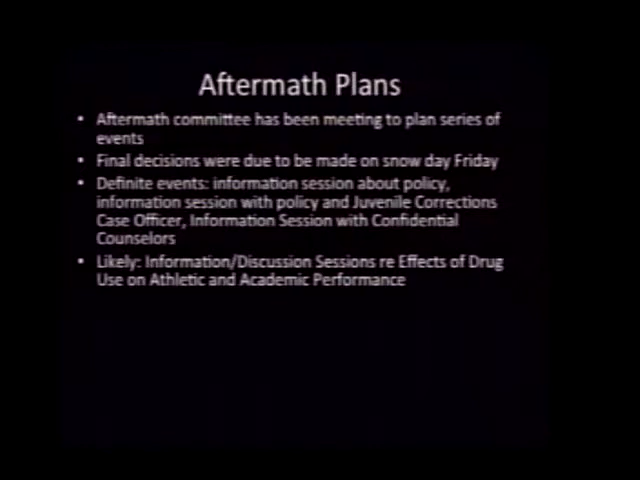 Aftermath Plans
• Aftermath committee has been meeting to plan series of
events
• Final decisions were due to be made on snow day Friday
• Definite events: information session about policy,
information session with policy and Juvenile Corrections
Case Officer, Information Session with Confidential
Counselors
• Likely: Information/Discussion Sessions re Effects of Drug
Use on Athletic and Academic Performance